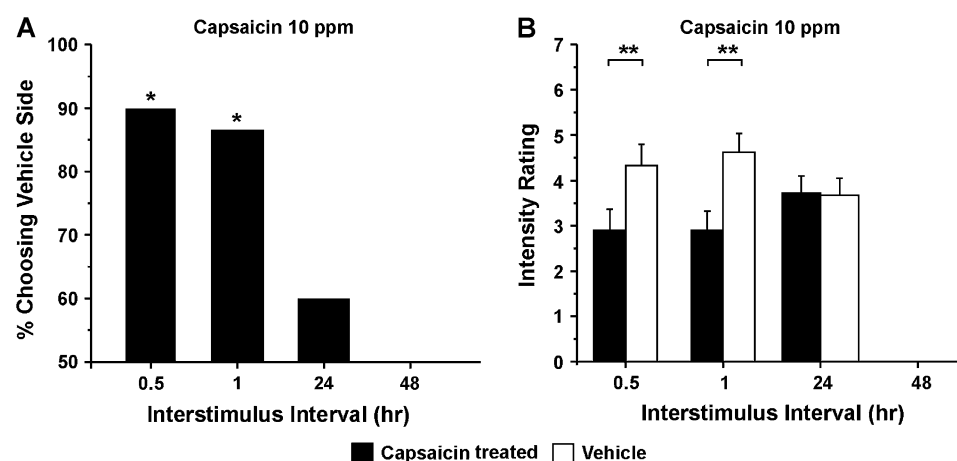 A
Capsaicin 10 ppm
% Choosing Vehicle Side
100
90
80
70
60
50
*
*
0.5 1 24 48
Interstimulus Interval (hr)
B
Capsaicin 10 ppm
Intensity Rating
7
6
5
4
3
2
1
0
** **
0.5 1 24 48
Interstimulus Interval (hr)
Capsaicin treated Vehicle